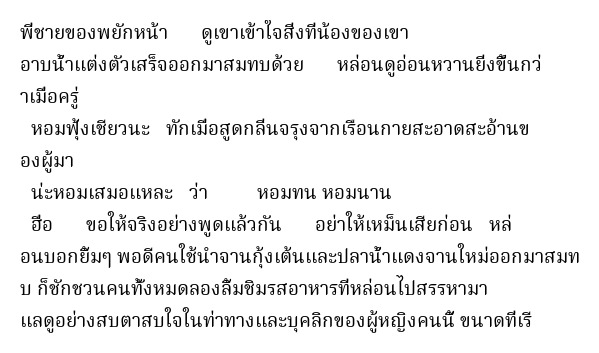 พี่ชายของพยักหน้า ดูเขาเข้าใจสิ่งที่น้องของเขา
อาบน้ำแต่งตัวเสร็จออกมาสมทบด้วย หล่อนดูอ่อนหวานยิ่งขึ้นกว่
าเมื่อครู่
หอมฟุ้งเชียวนะ ทักเมื่อสูดกลิ่นจรุงจากเรือนกายสะอาดสะอ้านข
องผู้มา
น่ะหอมเสมอแหละ ว่า หอมทน หอมนาน
ฮื่อ ขอให้จริงอย่างพูดแล้วกัน อย่าให้เหม็นเสียก่อน หล่
อนบอกยิ้มๆ พอดีคนใช้นำจานกุ้งเต้นและปลาน้ำแดงจานใหม่ออกมาสมท
บ ก็ชักชวนคนทั้งหมดลองลิ้มชิมรสอาหารที่หล่อนไปสรรหามา
แลดูอย่างสบตาสบใจในท่าทางและบุคลิกของผู้หญิงคนนี้ ขนาดที่เรี